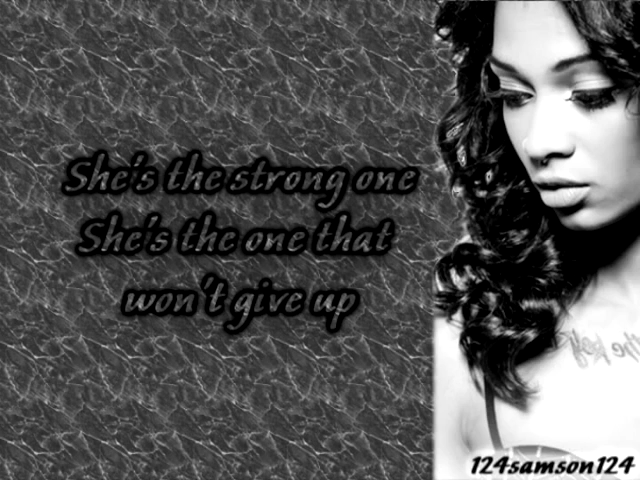 She's the strong one
She's the one that
won't give up
124samson124